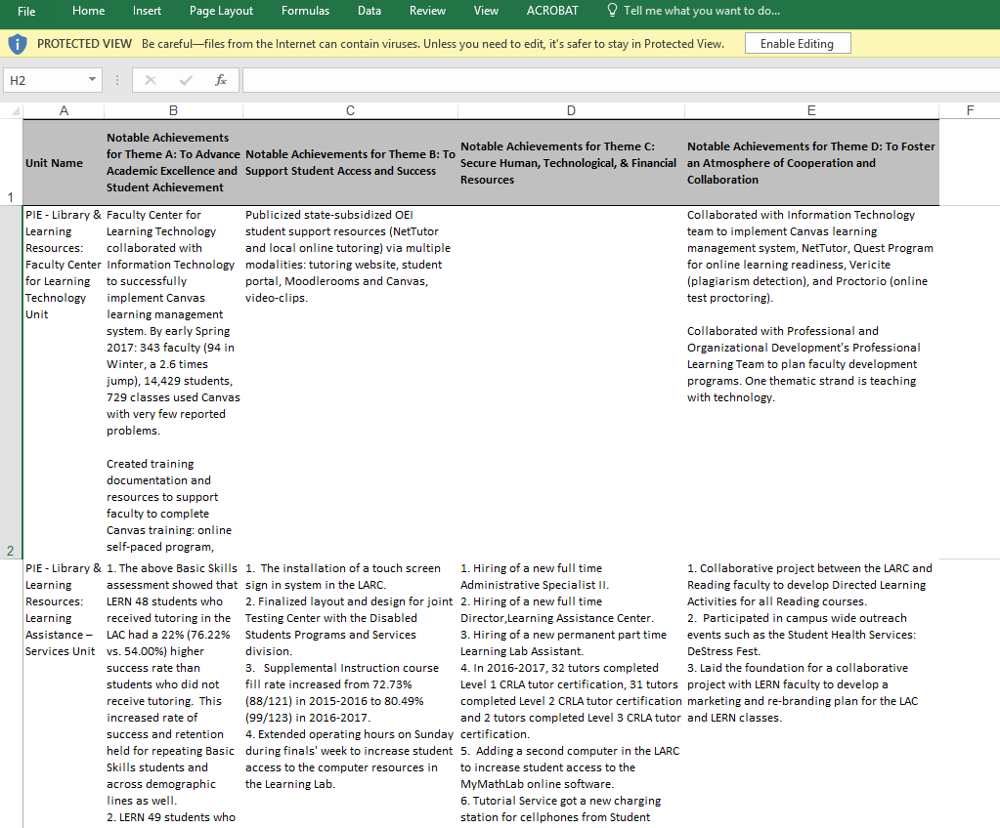 File Home Insert Page Layout Formulas Data Review View ACROBAT Tell me what you want to do...
PROTECTED VIEW Be careful—files from the Internet can contain viruses. Unless you need to edit, it's safer to stay in Protected View. Enable Editing
H2 fx
A B C D E F
1
Unit Name
Notable Achievements
for Theme A: To Advance
Academic Excellence and
Student Achievement
Notable Achievements for Theme B: To
Support Student Access and Success
Notable Achievements for Theme C:
Secure Human, Technological, & Financial
Resources
Notable Achievements for Theme D: To Foster
an Atmosphere of Cooperation and
Collaboration
2
PIE - Library &
Learning
Resources:
Faculty Center
for Learning
Technology
Unit
Faculty Center for
Learning Technology
collaborated with
Information Technology
to successfully
implement Canvas
learning management
system. By early Spring
2017: 343 faculty (94 in
Winter, a 2.6 times
jump), 14,429 students,
729 classes used Canvas
with very few reported
problems.
Created training
documentation and
resources to support
faculty to complete
Canvas training: online
self-paced program,
Publicized state-subsidized OEI
student support resources (NetTutor
and local online tutoring) via multiple
modalities: tutoring website, student
portal, Moodlerooms and Canvas,
video-clips.
Collaborated with Information Technology
team to implement Canvas learning
management system, NetTutor, Quest Program
for online learning readiness, Vericite
(plagiarism detection), and Proctorio (online
test proctoring).
Collaborated with Professional and
Organizational Development's Professional
Learning Team to plan faculty development
programs. One thematic strand is teaching
with technology.
PIE - Library &
Learning
Resources:
Learning
Assistance –
Services Unit
1. The above Basic Skills
assessment showed that
LERN 48 students who
received tutoring in the
LAC had a 22% (76.22%
vs. 54.00%) higher
success rate than
students who did not
receive tutoring. This
increased rate of
success and retention
held for repeating Basic
Skills students and
across demographic
lines as well.
2. LERN 49 students who
1. The installation of a touch screen
sign in system in the LARC.
2. Finalized layout and design for joint
Testing Center with the Disabled
Students Programs and Services
division.
3. Supplemental Instruction course
fill rate increased from 72.73%
(88/121) in 2015-2016 to 80.49%
(99/123) in 2016-2017.
4. Extended operating hours on Sunday
during finals' week to increase student
access to the computer resources in
the Learning Lab.
1. Hiring of a new full time
Administrative Specialist II.
2. Hiring of a new full time
Director,Learning Assistance Center.
3. Hiring of a new permanent part time
Learning Lab Assistant.
4. In 2016-2017, 32 tutors completed
Level 1 CRLA tutor certification, 31 tutors
completed Level 2 CRLA tutor certification
and 2 tutors completed Level 3 CRLA tutor
certification.
5. Adding a second computer in the LARC
to increase student access to the
MyMathLab online software.
6. Tutorial Service got a new charging
station for cellphones from Student
1. Collaborative project between the LARC and
Reading faculty to develop Directed Learning
Activities for all Reading courses.
2. Participated in campus wide outreach
events such as the Student Health Services:
DeStress Fest.
3. Laid the foundation for a collaborative
project with LERN faculty to develop a
marketing and re-branding plan for the LAC
and LERN classes.